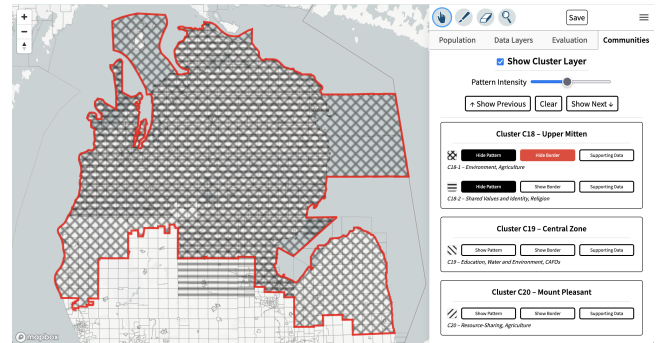 Save
Population
Data Layers
Evaluation
Communities
Show Cluster Layer
Pattern Intensity
↑ Show Previous
Clear
Show Next ↓
Cluster C18 – Upper Mitten
Hide Pattern
Hide Border
Supporting Data
C18-1 – Environment, Agriculture
Hide Pattern
Show Border
Supporting Data
C18-2 – Shared Values and Identity, Religion
Cluster C19 – Central Zone
Show Pattern
Show Border
Supporting Data
C19 – Education, Water and Environment, CAFOs
Cluster C20 – Mount Pleasant
Show Pattern
Show Border
Supporting Data
C20 – Resource-Sharing, Agriculture
mapbox